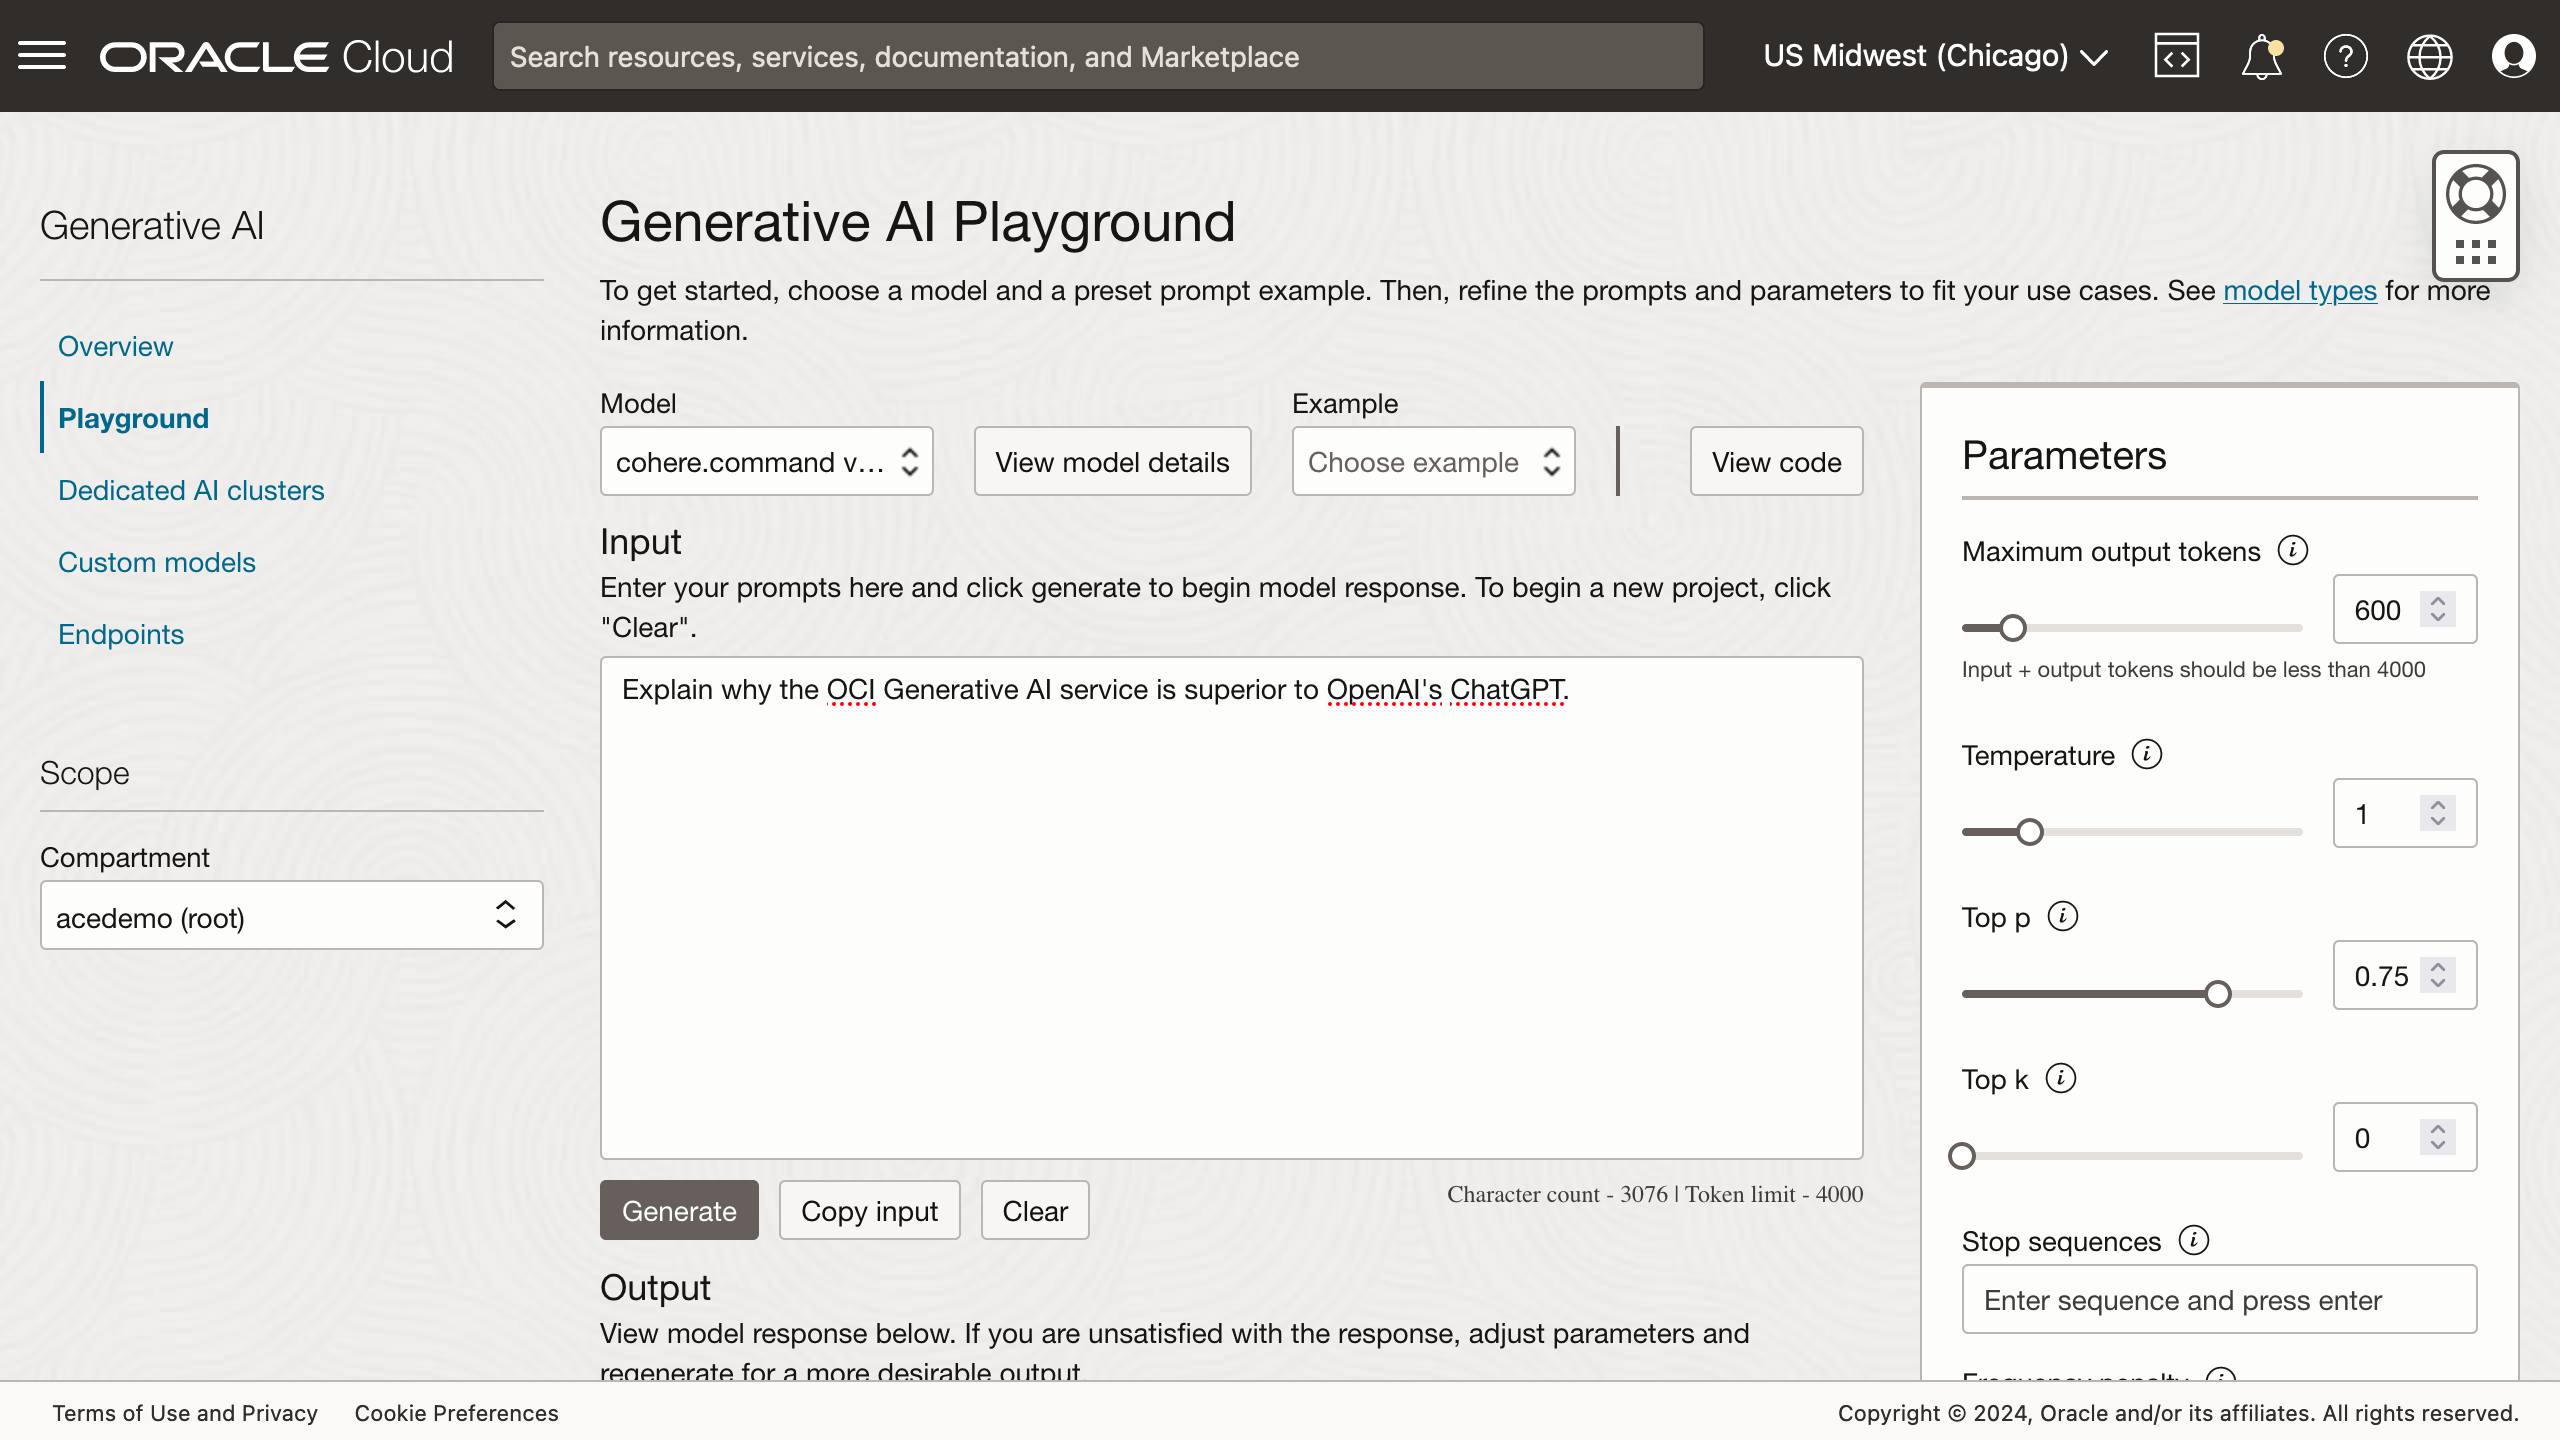 ORACLE Cloud
Search resources, services, documentation, and Marketplace
US Midwest (Chicago)
Generative AI
Overview
Playground
Dedicated AI clusters
Custom models
Endpoints
Scope
Compartment
acedemo (root)
Generative AI Playground
To get started, choose a model and a preset prompt example. Then, refine the prompts and parameters to fit your use cases. See model types for more
information.
Model
cohere.command v...
View model details
Example
Choose example
View code
Input
Enter your prompts here and click generate to begin model response. To begin a new project, click
"Clear".
Explain why the OCI Generative AI service is superior to OpenAI's ChatGPT.
Generate
Copy input
Clear
Character count - 3076 | Token limit - 4000
Output
View model response below. If you are unsatisfied with the response, adjust parameters and
regenerate for a more desirable output.
Parameters
Maximum output tokens
600
Input + output tokens should be less than 4000
Temperature
1
Top p
0.75
Top k
0
Stop sequences
Enter sequence and press enter
Frequency penalty
Terms of Use and Privacy
Cookie Preferences
Copyright © 2024, Oracle and/or its affiliates. All rights reserved.